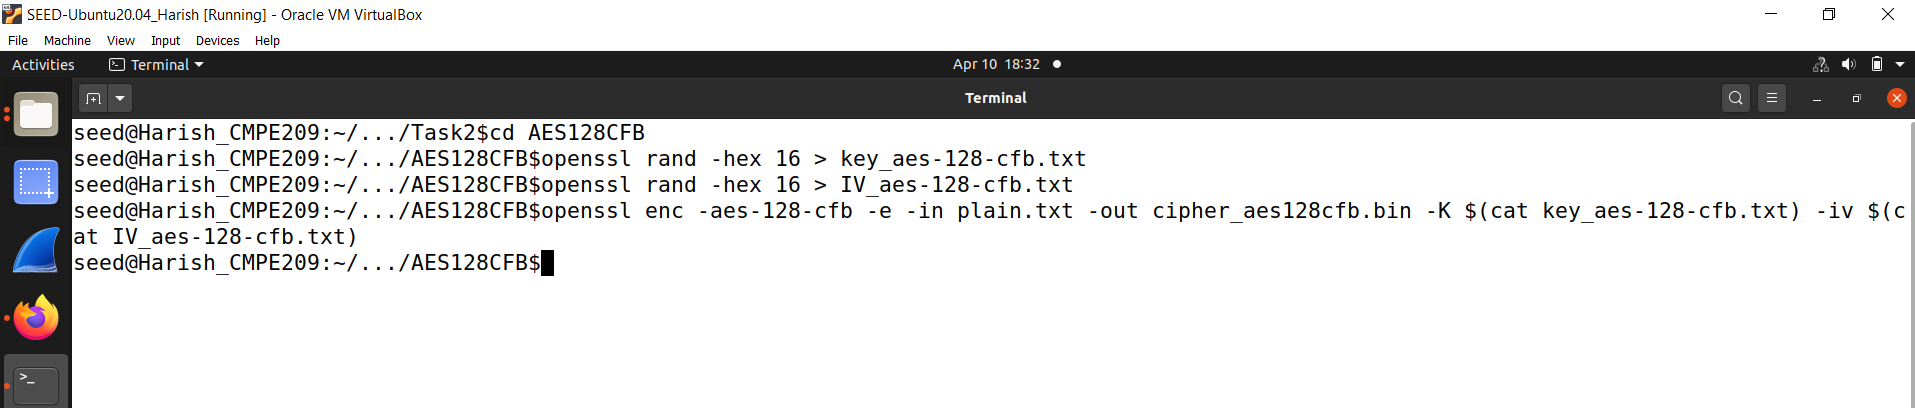 SEED-Ubuntu20.04_Harish [Running] - Oracle VM VirtualBox
File Machine View Input Devices Help
Activities Terminal Apr 10 18:32
Terminal
seed@Harish_CMPE209:~/.../Task2$cd AES128CFB
seed@Harish_CMPE209:~/.../AES128CFB$openssl rand -hex 16 > key_aes-128-cfb.txt
seed@Harish_CMPE209:~/.../AES128CFB$openssl rand -hex 16 > IV_aes-128-cfb.txt
seed@Harish_CMPE209:~/.../AES128CFB$openssl enc -aes-128-cfb -e -in plain.txt -out cipher_aes128cfb.bin -K $(cat key_aes-128-cfb.txt) -iv $(c
at IV_aes-128-cfb.txt)
seed@Harish_CMPE209:~/.../AES128CFB$